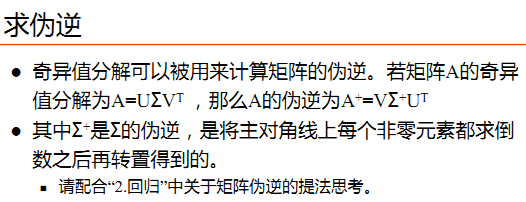 求伪逆
● 奇异值分解可以被用来计算矩阵的伪逆。若矩阵A的奇异
值分解为A=UΣVᵀ ，那么A的伪逆为A⁺=VΣ⁺Uᵀ
● 其中Σ⁺是Σ的伪逆，是将主对角线上每个非零元素都求倒
数之后再转置得到的。
▪ 请配合“2.回归”中关于矩阵伪逆的提法思考。